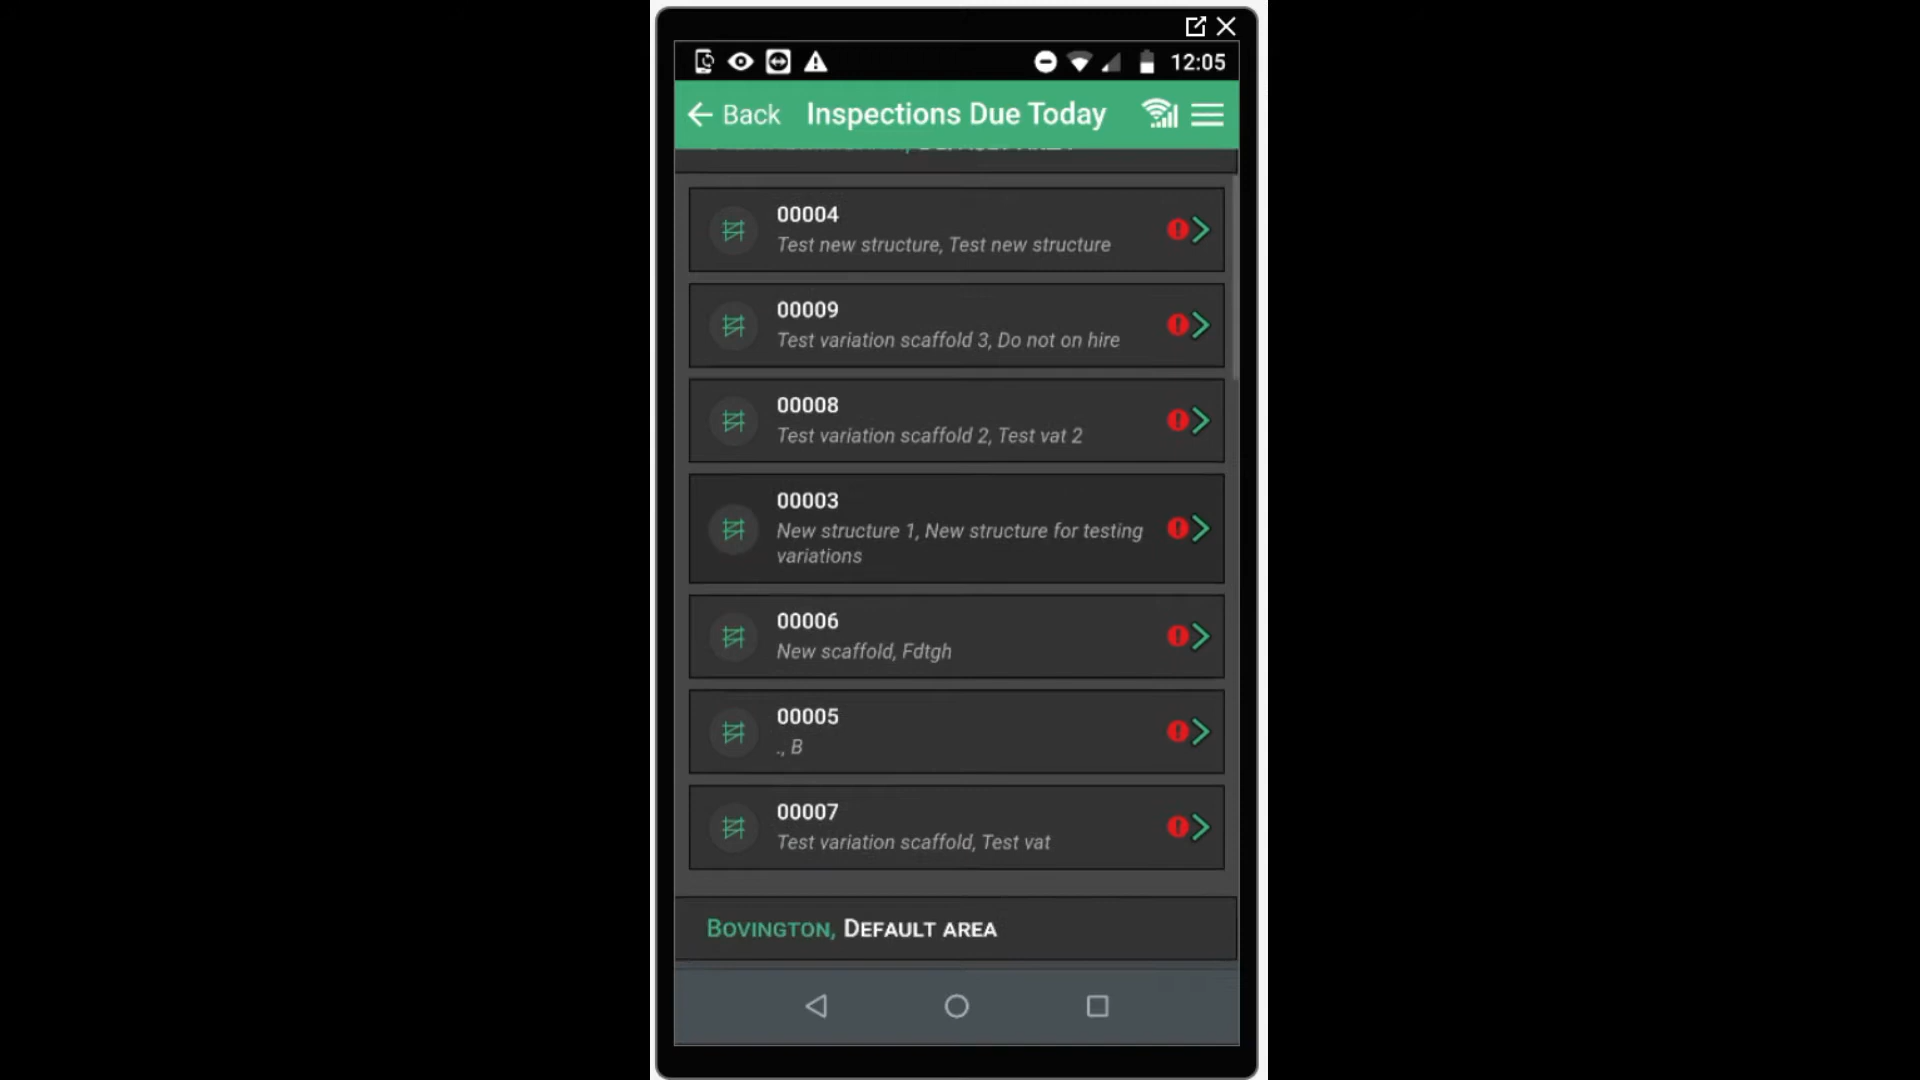 12:05
Back Inspections Due Today
00004
Test new structure, Test new structure
00009
Test variation scaffold 3, Do not on hire
00008
Test variation scaffold 2, Test vat 2
00003
New structure 1, New structure for testing
variations
00006
New scaffold, Fdtgh
00005
., B
00007
Test variation scaffold, Test vat
BOVINGTON, DEFAULT AREA